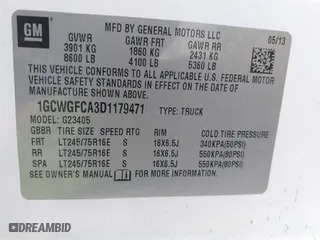 GM
MFD BY GENERAL MOTORS LLC
05/13
GVWR GAWR FRT GAWR RR
3901 KG 1860 KG 2431 KG
8600 LB 4100 LB 5360 LB
THIS VEHICLE CONFORMS TO ALL APPLICABLE U.S. FEDERAL MOTOR
VEHICLE SAFETY STANDARDS IN EFFECT ON THE DATE OF
MANUFACTURE SHOWN ABOVE.
1GCWGFCA3D1179471 TYPE: TRUCK
MODEL: G23405
TIRE SIZE SPEED RTG RIM COLD TIRE PRESSURE
FRT LT245/75R16E S 16X6.5J 340KPA(50PSI)
RR LT245/75R16E S 16X6.5J 550KPA(80PSI)
SPA LT245/75R16E S 16X6.5J 550KPA(80PSI)
SEE OWNER'S MANUAL FOR ADDITIONAL INFORMATION.
AUTOBIDMASTER